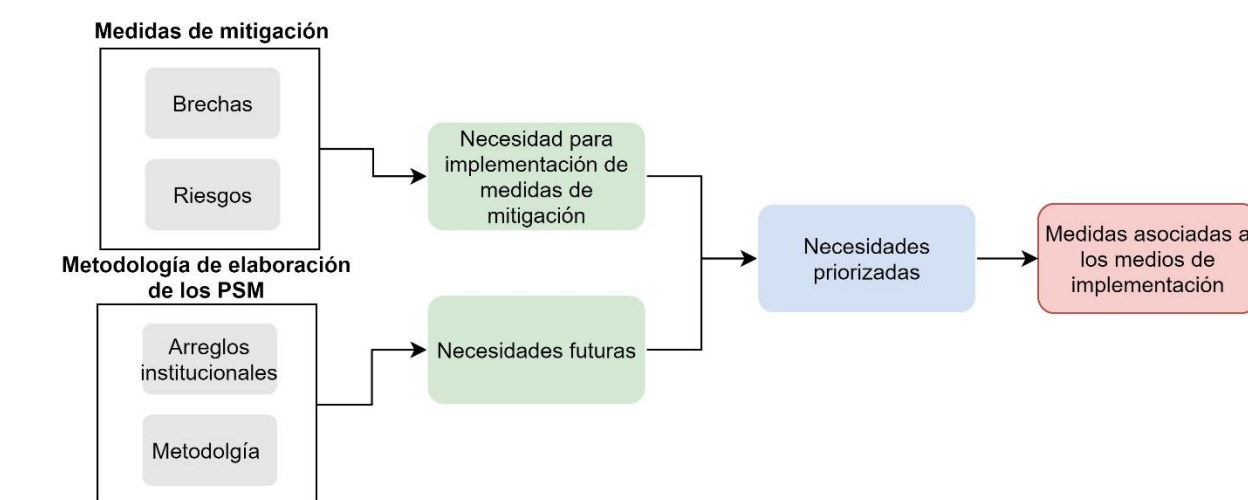 Medidas de mitigación
Brechas
Riesgos
Necesidad para
implementación de
medidas de
mitigación
Metodología de elaboración
de los PSM
Arreglos
institucionales
Metodolgía
Necesidades futuras
Necesidades
priorizadas
Medidas asociadas a
los medios de
implementación